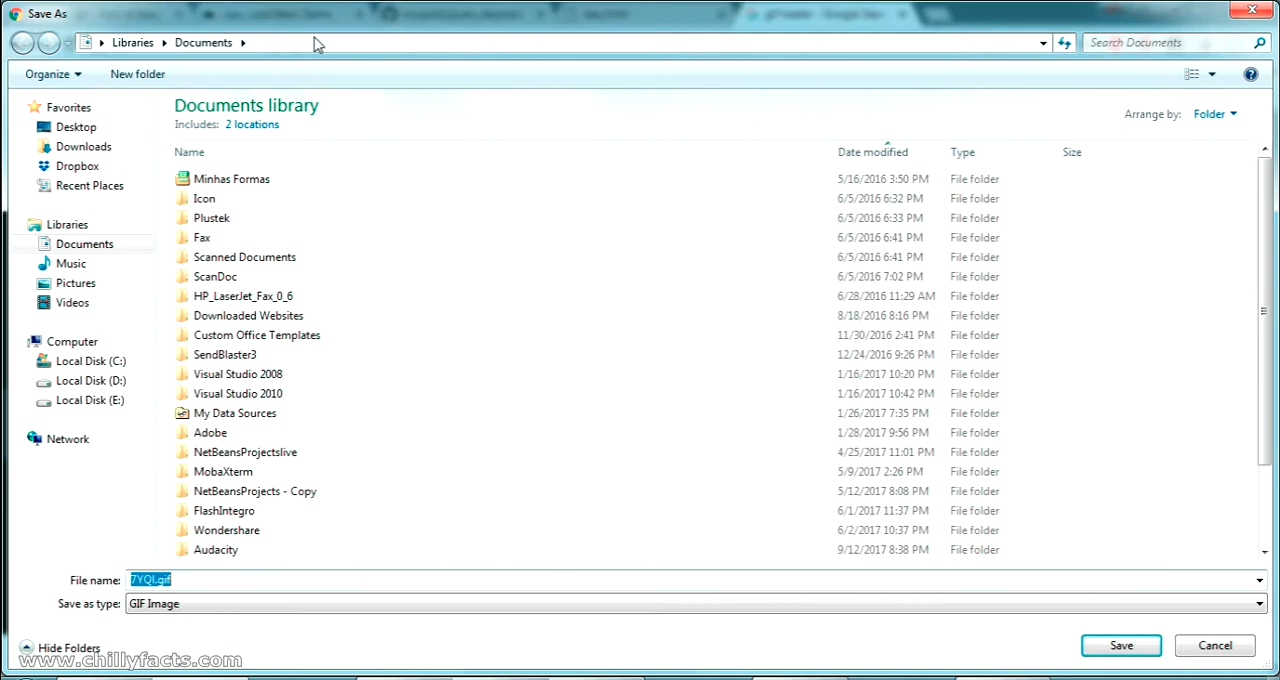 Save As
Libraries Documents
Search Documents
Organize New folder
Favorites
Desktop
Downloads
Dropbox
Recent Places
Libraries
Documents
Music
Pictures
Videos
Computer
Local Disk (C:)
Local Disk (D:)
Local Disk (E:)
Network
Documents library
Includes: 2 locations
Arrange by: Folder
Name Date modified Type Size
Minhas Formas 5/16/2016 3:50 PM File folder
Icon 6/5/2016 6:32 PM File folder
Plustek 6/5/2016 6:33 PM File folder
Fax 6/5/2016 6:41 PM File folder
Scanned Documents 6/5/2016 6:41 PM File folder
ScanDoc 6/5/2016 7:02 PM File folder
HP_LaserJet_Fax_0_6 6/28/2016 11:29 AM File folder
Downloaded Websites 8/18/2016 8:16 PM File folder
Custom Office Templates 11/30/2016 2:41 PM File folder
SendBlaster3 12/24/2016 9:26 PM File folder
Visual Studio 2008 1/16/2017 10:20 PM File folder
Visual Studio 2010 1/16/2017 10:42 PM File folder
My Data Sources 1/26/2017 7:35 PM File folder
Adobe 1/28/2017 9:56 PM File folder
NetBeansProjectslive 4/25/2017 11:01 PM File folder
MobaXterm 5/9/2017 2:26 PM File folder
NetBeansProjects - Copy 5/12/2017 8:08 PM File folder
FlashIntegro 6/1/2017 11:37 PM File folder
Wondershare 6/2/2017 10:37 PM File folder
Audacity 9/12/2017 8:38 PM File folder
File name: 7YQI.gif
Save as type: GIF Image
Hide Folders
Save Cancel
www.chillyfacts.com